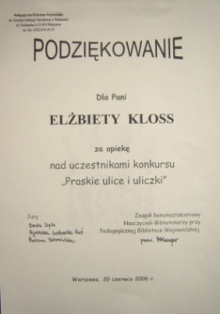 PODZIĘKOWANIE
Dla Pani
ELŻBIETY KLOSS
za opiekę
nad uczestnikami konkursu
„Praskie ulice i uliczki”
Jury
Zespół Samokształceniowy
Nauczycieli-Bibliotekarzy przy
Pedagogicznej Bibliotece Wojewódzkiej
Warszawa, 20 czerwca 2006 r.